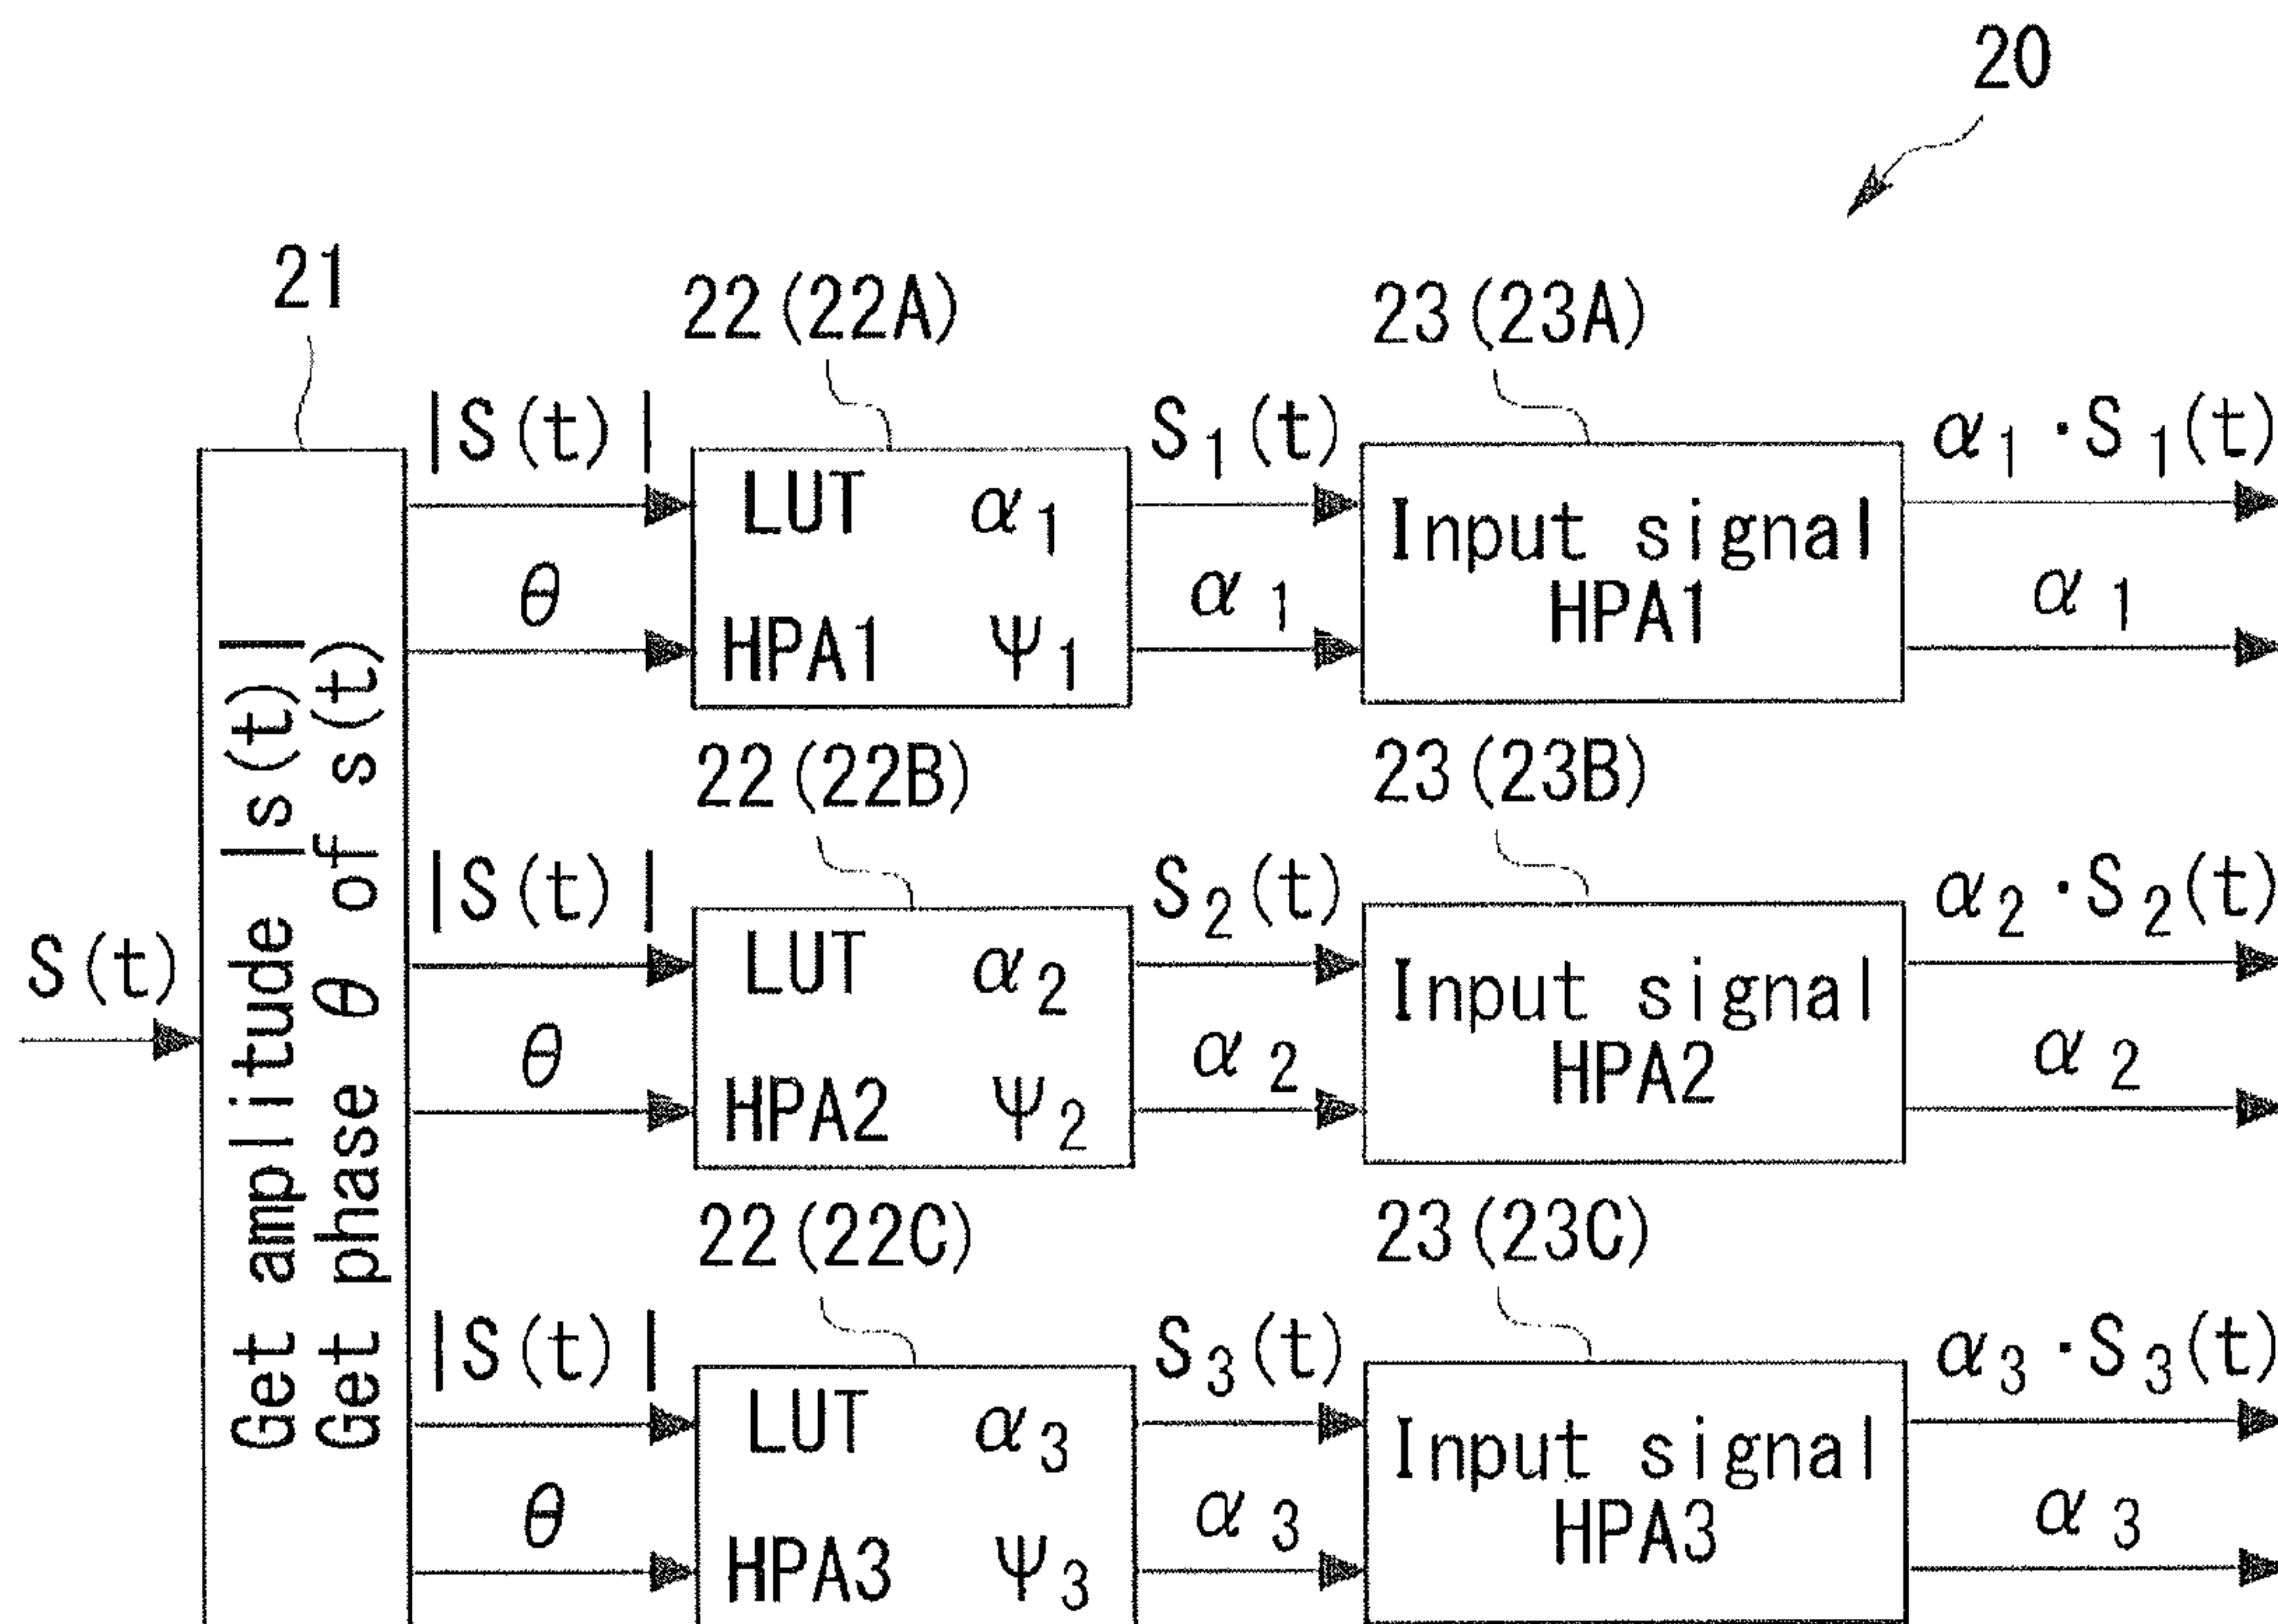 20
21
22(22A)
23(23A)
|S(t)|
S1(t)
α1·S1(t)
LUT α1
Input signal
θ
α1
HPA1
α1
HPA1 Ψ1
22(22B)
23(23B)
|S(t)|
S2(t)
α2·S2(t)
S(t)
Get amplitude |s(t)|
Get phase θ of s(t)
LUT α2
Input signal
θ
α2
HPA2
α2
HPA2 Ψ2
22(22C)
23(23C)
|S(t)|
S3(t)
α3·S3(t)
LUT α3
Input signal
θ
α3
HPA3
α3
HPA3 Ψ3